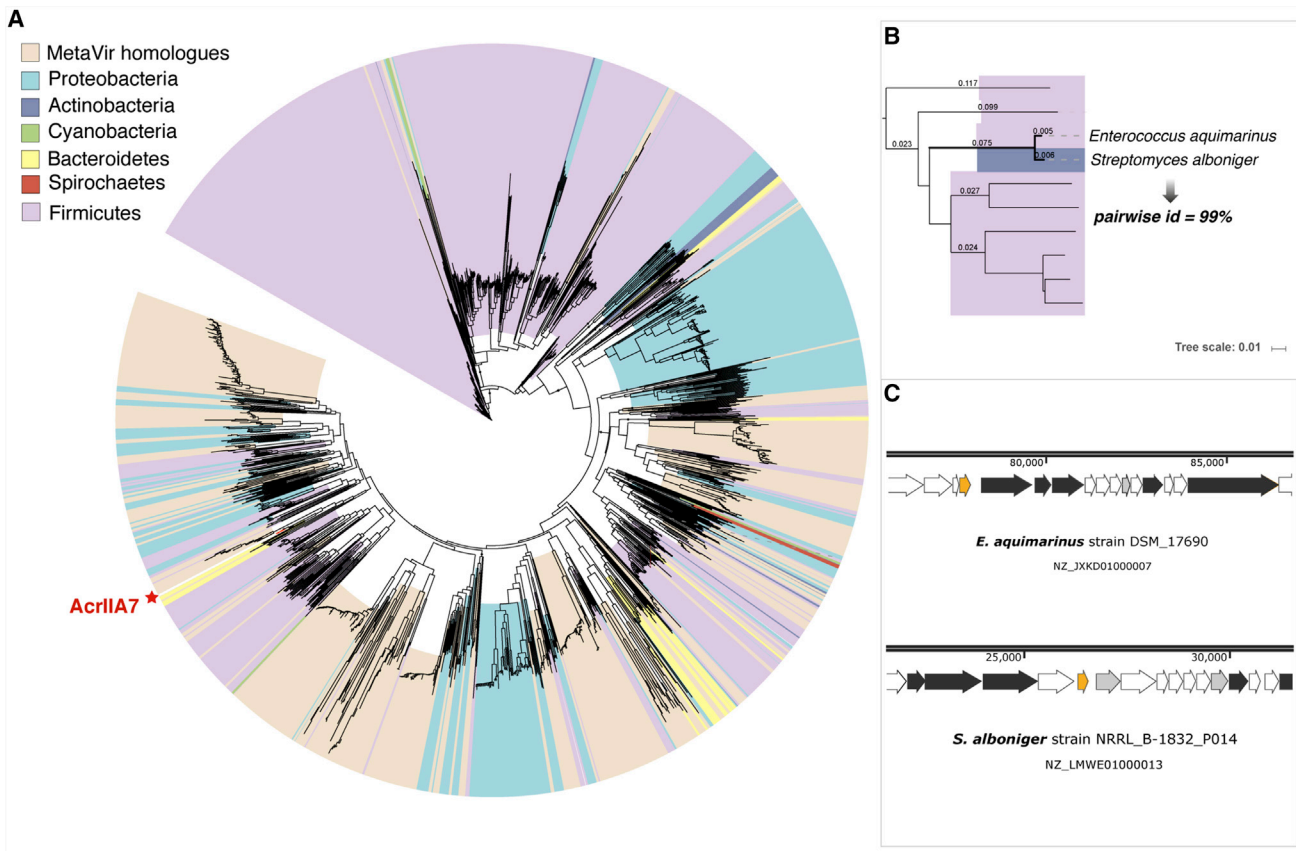 A
MetaVir homologues
Proteobacteria
Actinobacteria
Cyanobacteria
Bacteroidetes
Spirochaetes
Firmicutes
AcrIIA7
B
0.117
0.099
0.005
Enterococcus aquimarinus
0.075
0.023
0.006
Streptomyces alboniger
pairwise id = 99%
0.027
0.024
Tree scale: 0.01
C
80,000
85,000
E. aquimarinus strain DSM_17690
NZ_JXKD01000007
25,000
30,000
S. alboniger strain NRRL_B-1832_P014
NZ_LMWE01000013